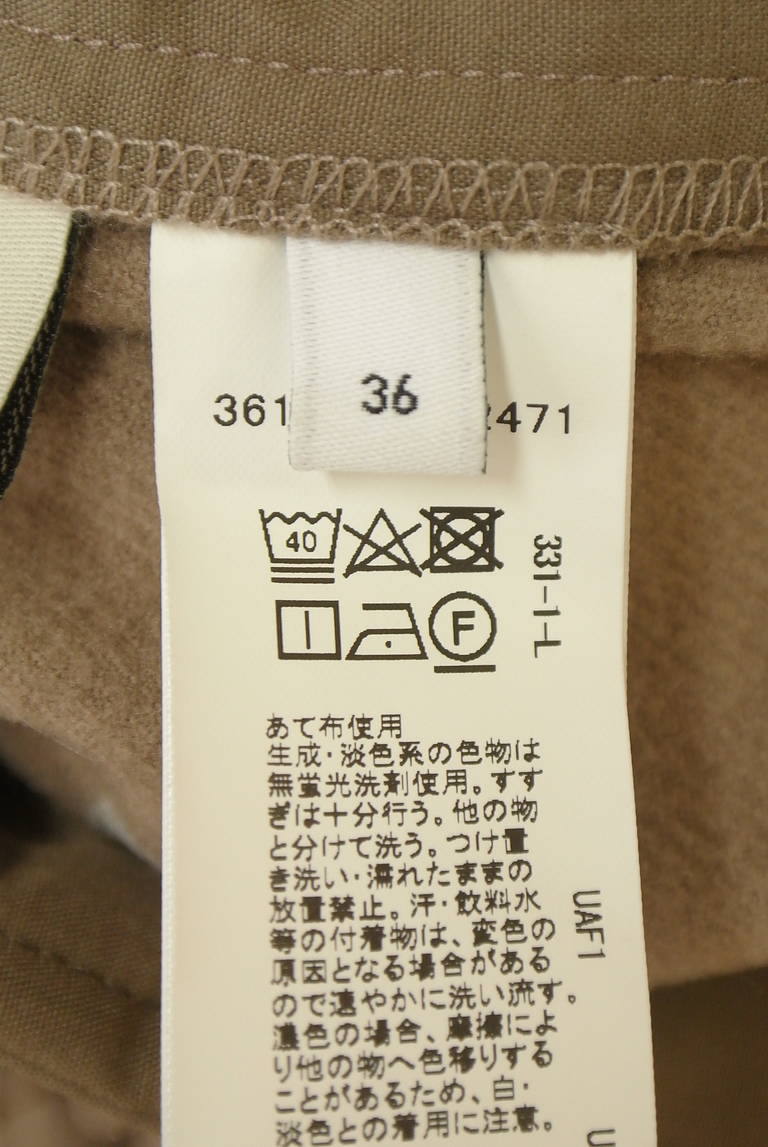 36
361
2471
40
331-1-L
F
あて布使用
生成・淡色系の色物は
無蛍光洗剤使用。すす
ぎは十分行う。他の物
と分けて洗う。つけ置
き洗い・濡れたままの
放置禁止。汗・飲料水
等の付着物は、変色の
原因となる場合がある
ので速やかに洗い流す。
濃色の場合、摩擦によ
り他の物へ色移りする
ことがあるため、白・
淡色との着用に注意。
UAF1